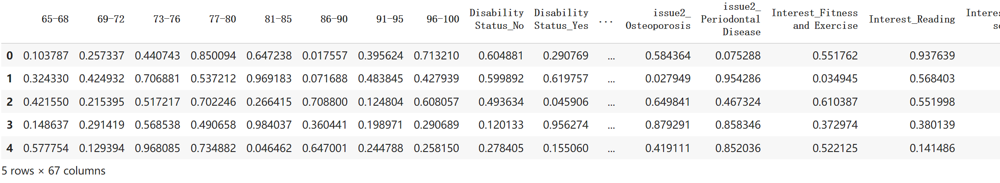 65-68 69-72 73-76 77-80 81-85 86-90 91-95 96-100 Disability Status_No Disability Status_Yes ... issue2_ Osteoporosis issue2_ Periodontal Disease Interest_Fitness and Exercise Interest_Reading
0 0.103787 0.257337 0.440743 0.850094 0.647238 0.017557 0.395624 0.713210 0.604881 0.290769 ... 0.584364 0.075288 0.551762 0.937639
1 0.324330 0.424932 0.706881 0.537212 0.969183 0.071688 0.483845 0.427939 0.599892 0.619757 ... 0.027949 0.954286 0.034945 0.568403
2 0.421550 0.215395 0.517217 0.702246 0.266415 0.708800 0.124804 0.608057 0.493634 0.045906 ... 0.649841 0.467324 0.610387 0.551998
3 0.148637 0.291419 0.568538 0.490658 0.984037 0.360441 0.198971 0.290689 0.120133 0.956274 ... 0.879291 0.858346 0.372974 0.380139
4 0.577754 0.129394 0.968085 0.734882 0.046462 0.647001 0.244788 0.258150 0.278405 0.155060 ... 0.419111 0.852036 0.522125 0.141486
5 rows × 67 columns